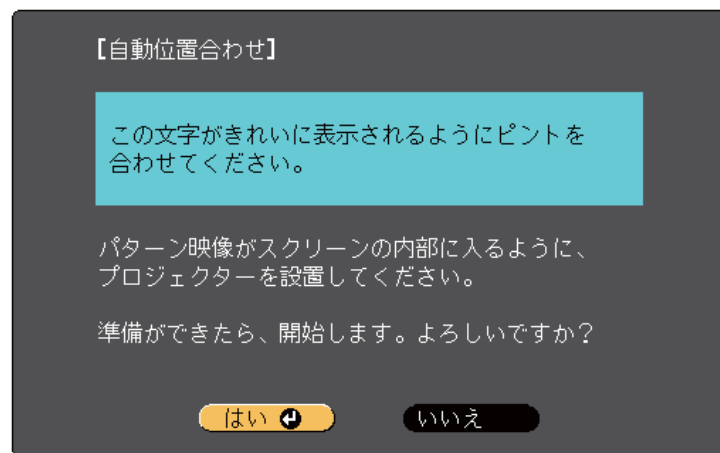 【自動位置合わせ】
この文字がきれいに表示されるようにピントを
合わせてください。
パターン映像がスクリーンの内部に入るように、
プロジェクターを設置してください。
準備ができたら、開始します。よろしいですか？
はい
いいえ